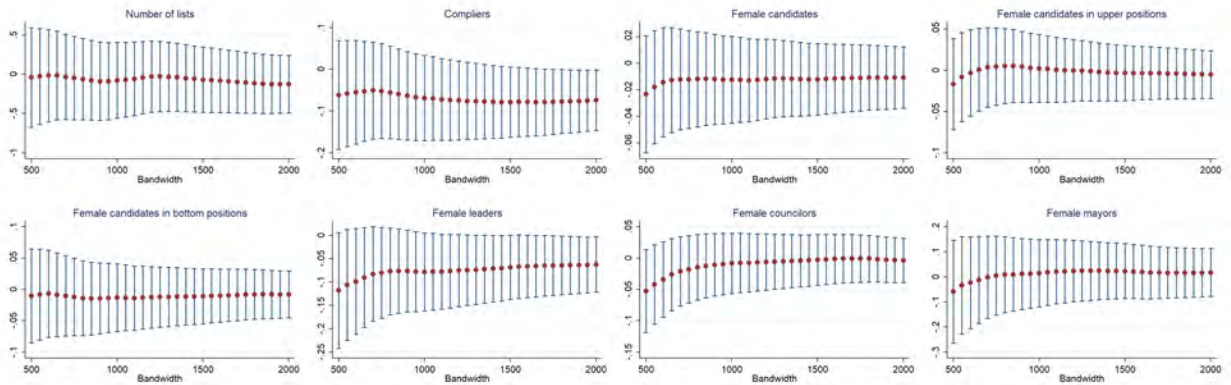 Number of lists
Compliers
Female candidates
Female candidates in upper positions
.5
0
-.5
-1
500 1000 1500 2000
Bandwidth
.1
0
-.1
-.2
500 1000 1500 2000
Bandwidth
.02
0
-.02
-.04
-.06
500 1000 1500 2000
Bandwidth
.05
0
-.05
-.1
500 1000 1500 2000
Bandwidth
Female candidates in bottom positions
Female leaders
Female councilors
Female mayors
.1
.05
0
-.05
-.1
500 1000 1500 2000
Bandwidth
0
-.05
-.1
-.15
-.2
-.25
500 1000 1500 2000
Bandwidth
.05
0
-.05
-.1
-.15
500 1000 1500 2000
Bandwidth
.2
.1
0
-.1
-.2
-.3
500 1000 1500 2000
Bandwidth